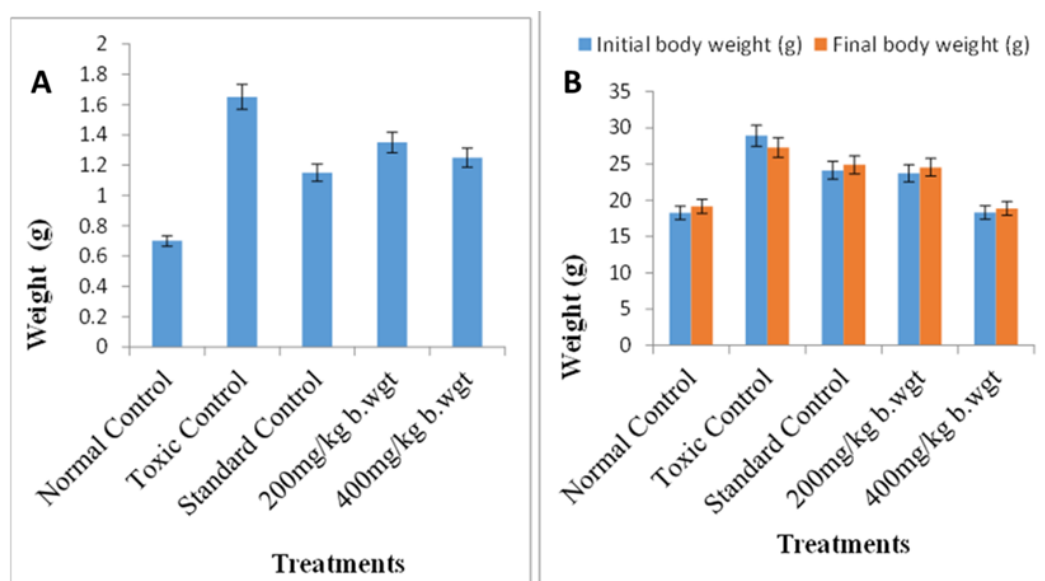 A
Weight (g)
2
1.8
1.6
1.4
1.2
1
0.8
0.6
0.4
0.2
0
Normal Control
Toxic Control
Standard Control
200mg/kg b.wgt
400mg/kg b.wgt
Treatments
Initial body weight (g) Final body weight (g)
B
Weight (g)
35
30
25
20
15
10
5
0
Normal Control
Toxic Control
Standard Control
200mg/kg b.wgt
400mg/kg b.wgt
Treatments